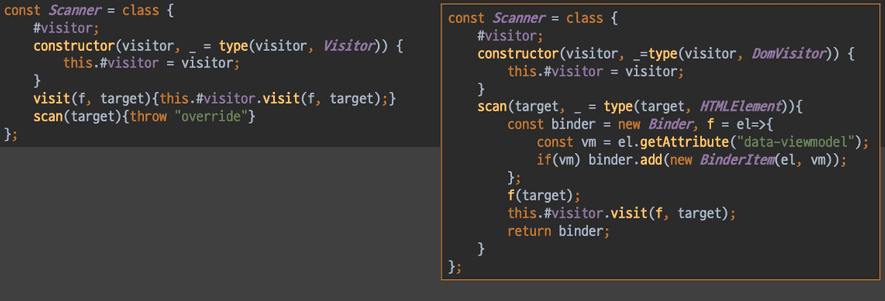 const Scanner = class {
    #visitor;
    constructor(visitor, _ = type(visitor, Visitor)) {
        this.#visitor = visitor;
    }
    visit(f, target){this.#visitor.visit(f, target);}
    scan(target){throw "override"}
};
const Scanner = class {
    #visitor;
    constructor(visitor, _=type(visitor, DomVisitor)) {
        this.#visitor = visitor;
    }
    scan(target, _ = type(target, HTMLElement)){
        const binder = new Binder, f = el=>{
            const vm = el.getAttribute("data-viewmodel");
            if(vm) binder.add(new BinderItem(el, vm));
        };
        f(target);
        this.#visitor.visit(f, target);
        return binder;
    }
};